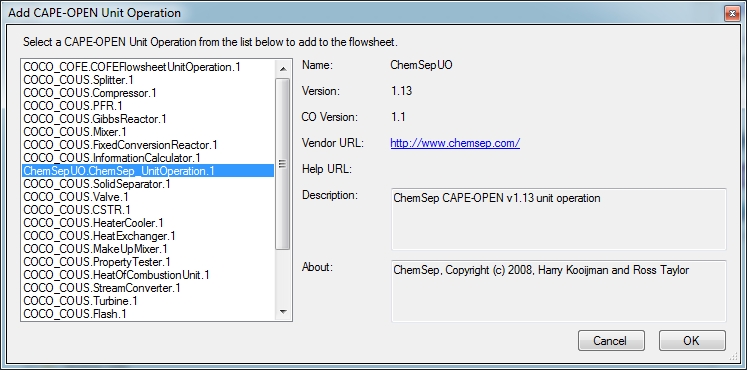 Add CAPE-OPEN Unit Operation
Select a CAPE-OPEN Unit Operation from the list below to add to the flowsheet.
COCO_COFE.COFEFlowsheetUnitOperation.1
COCO_COUS.Splitter.1
COCO_COUS.Compressor.1
COCO_COUS.PFR.1
COCO_COUS.GibbsReactor.1
COCO_COUS.Mixer.1
COCO_COUS.FixedConversionReactor.1
COCO_COUS.InformationCalculator.1
ChemSepUO.ChemSep_UnitOperation.1
COCO_COUS.SolidSeparator.1
COCO_COUS.Valve.1
COCO_COUS.CSTR.1
COCO_COUS.HeaterCooler.1
COCO_COUS.HeatExchanger.1
COCO_COUS.MakeUpMixer.1
COCO_COUS.PropertyTester.1
COCO_COUS.HeatOfCombustionUnit.1
COCO_COUS.StreamConverter.1
COCO_COUS.Turbine.1
COCO_COUS.Flash.1
Name: ChemSepUO
Version: 1.13
CO Version: 1.1
Vendor URL: http://www.chemsep.com/
Help URL:
Description: ChemSep CAPE-OPEN v1.13 unit operation
About: ChemSep, Copyright (c) 2008, Harry Kooijman and Ross Taylor
Cancel OK